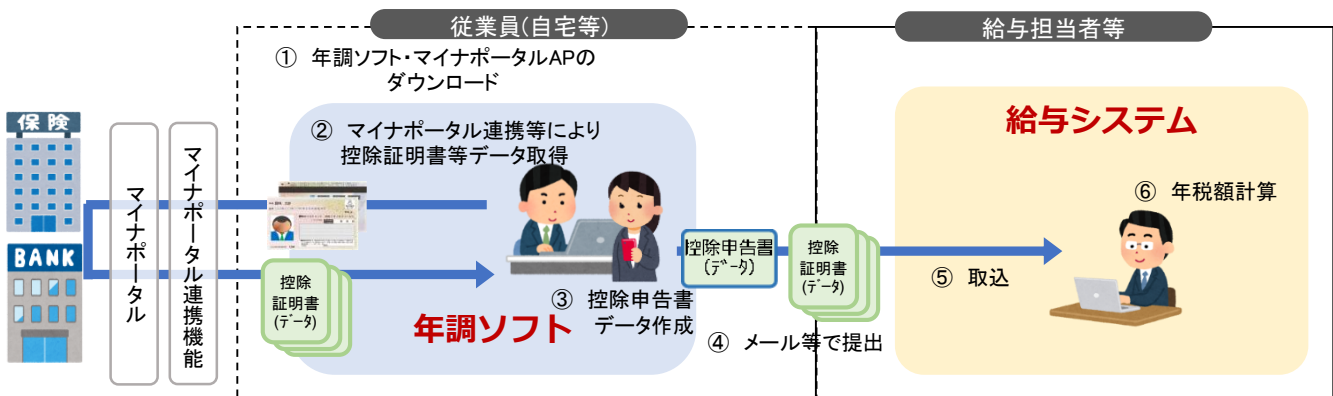 従業員(自宅等)
給与担当者等
① 年調ソフト・マイナポータルAPの
ダウンロード
保険
BANK
マイナポータル
マイナポータル連携機能
② マイナポータル連携等により
控除証明書等データ取得
控除
証明書
(ﾃﾞｰﾀ)
③ 控除申告書
データ作成
年調ソフト
控除申告書
(ﾃﾞｰﾀ)
控除
証明書
(ﾃﾞｰﾀ)
④ メール等で提出
給与システム
⑤ 取込
⑥ 年税額計算